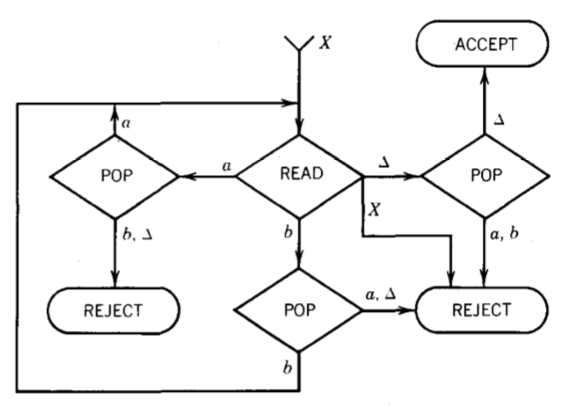 X
ACCEPT
Δ
a
POP
a
READ
Δ
POP
X
b, Δ
b
a, b
REJECT
POP
a, Δ
REJECT
b